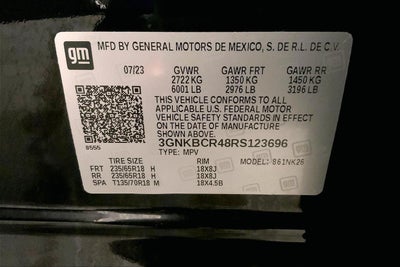 gm
MFD BY GENERAL MOTORS DE MEXICO, S. DE R.L. DE C.V.
07/23 GVWR GAWR FRT GAWR RR
2722 KG 1350 KG 1450 KG
6001 LB 2976 LB 3196 LB
THIS VEHICLE CONFORMS TO ALL
APPLICABLE U.S. FEDERAL MOTOR
VEHICLE SAFETY STANDARDS IN EFFECT
ON THE DATE OF MANUFACTURE
SHOWN ABOVE.
8555 3GNKBCR48RS123696
TYPE: MPV MODEL: 861NK26
TIRE SIZE RIM
FRT 235/65R18 H 18X8J
RR 235/65R18 H 18X8J
SPA T135/70R18 M 18X4.5B